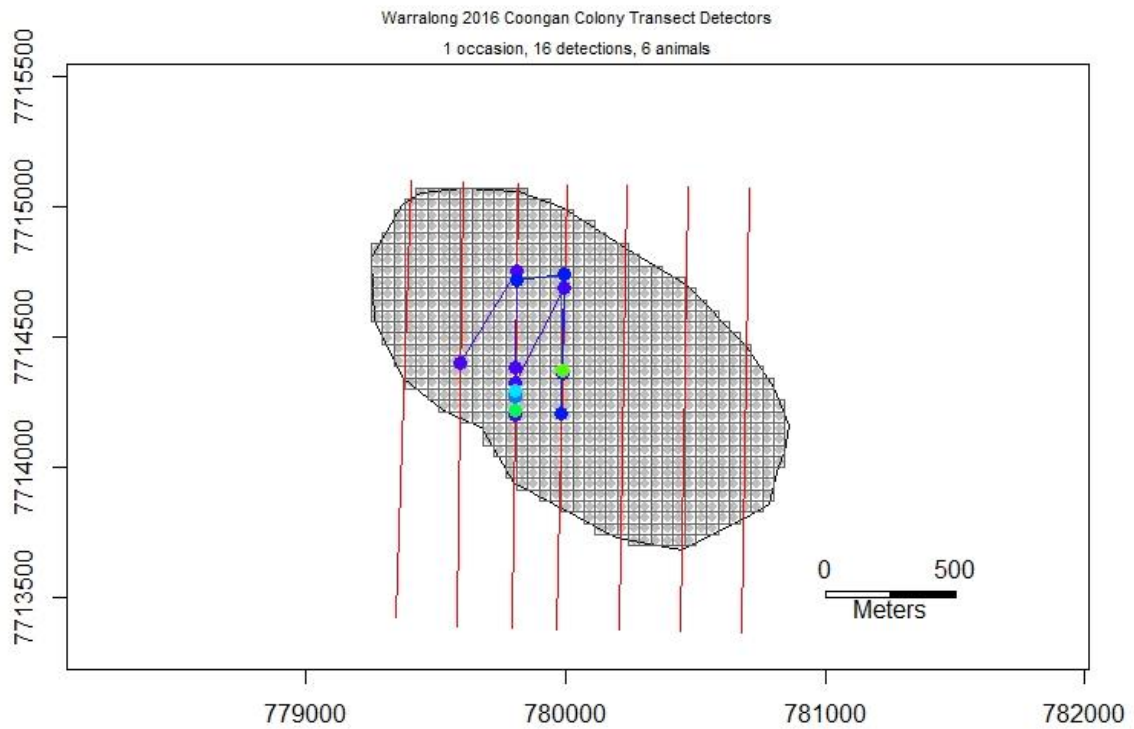 Warralong 2016 Coongan Colony Transect Detectors
1 occasion, 16 detections, 6 animals
7715500
7715000
7714500
7714000
7713500
0 500
Meters
779000 780000 781000 782000